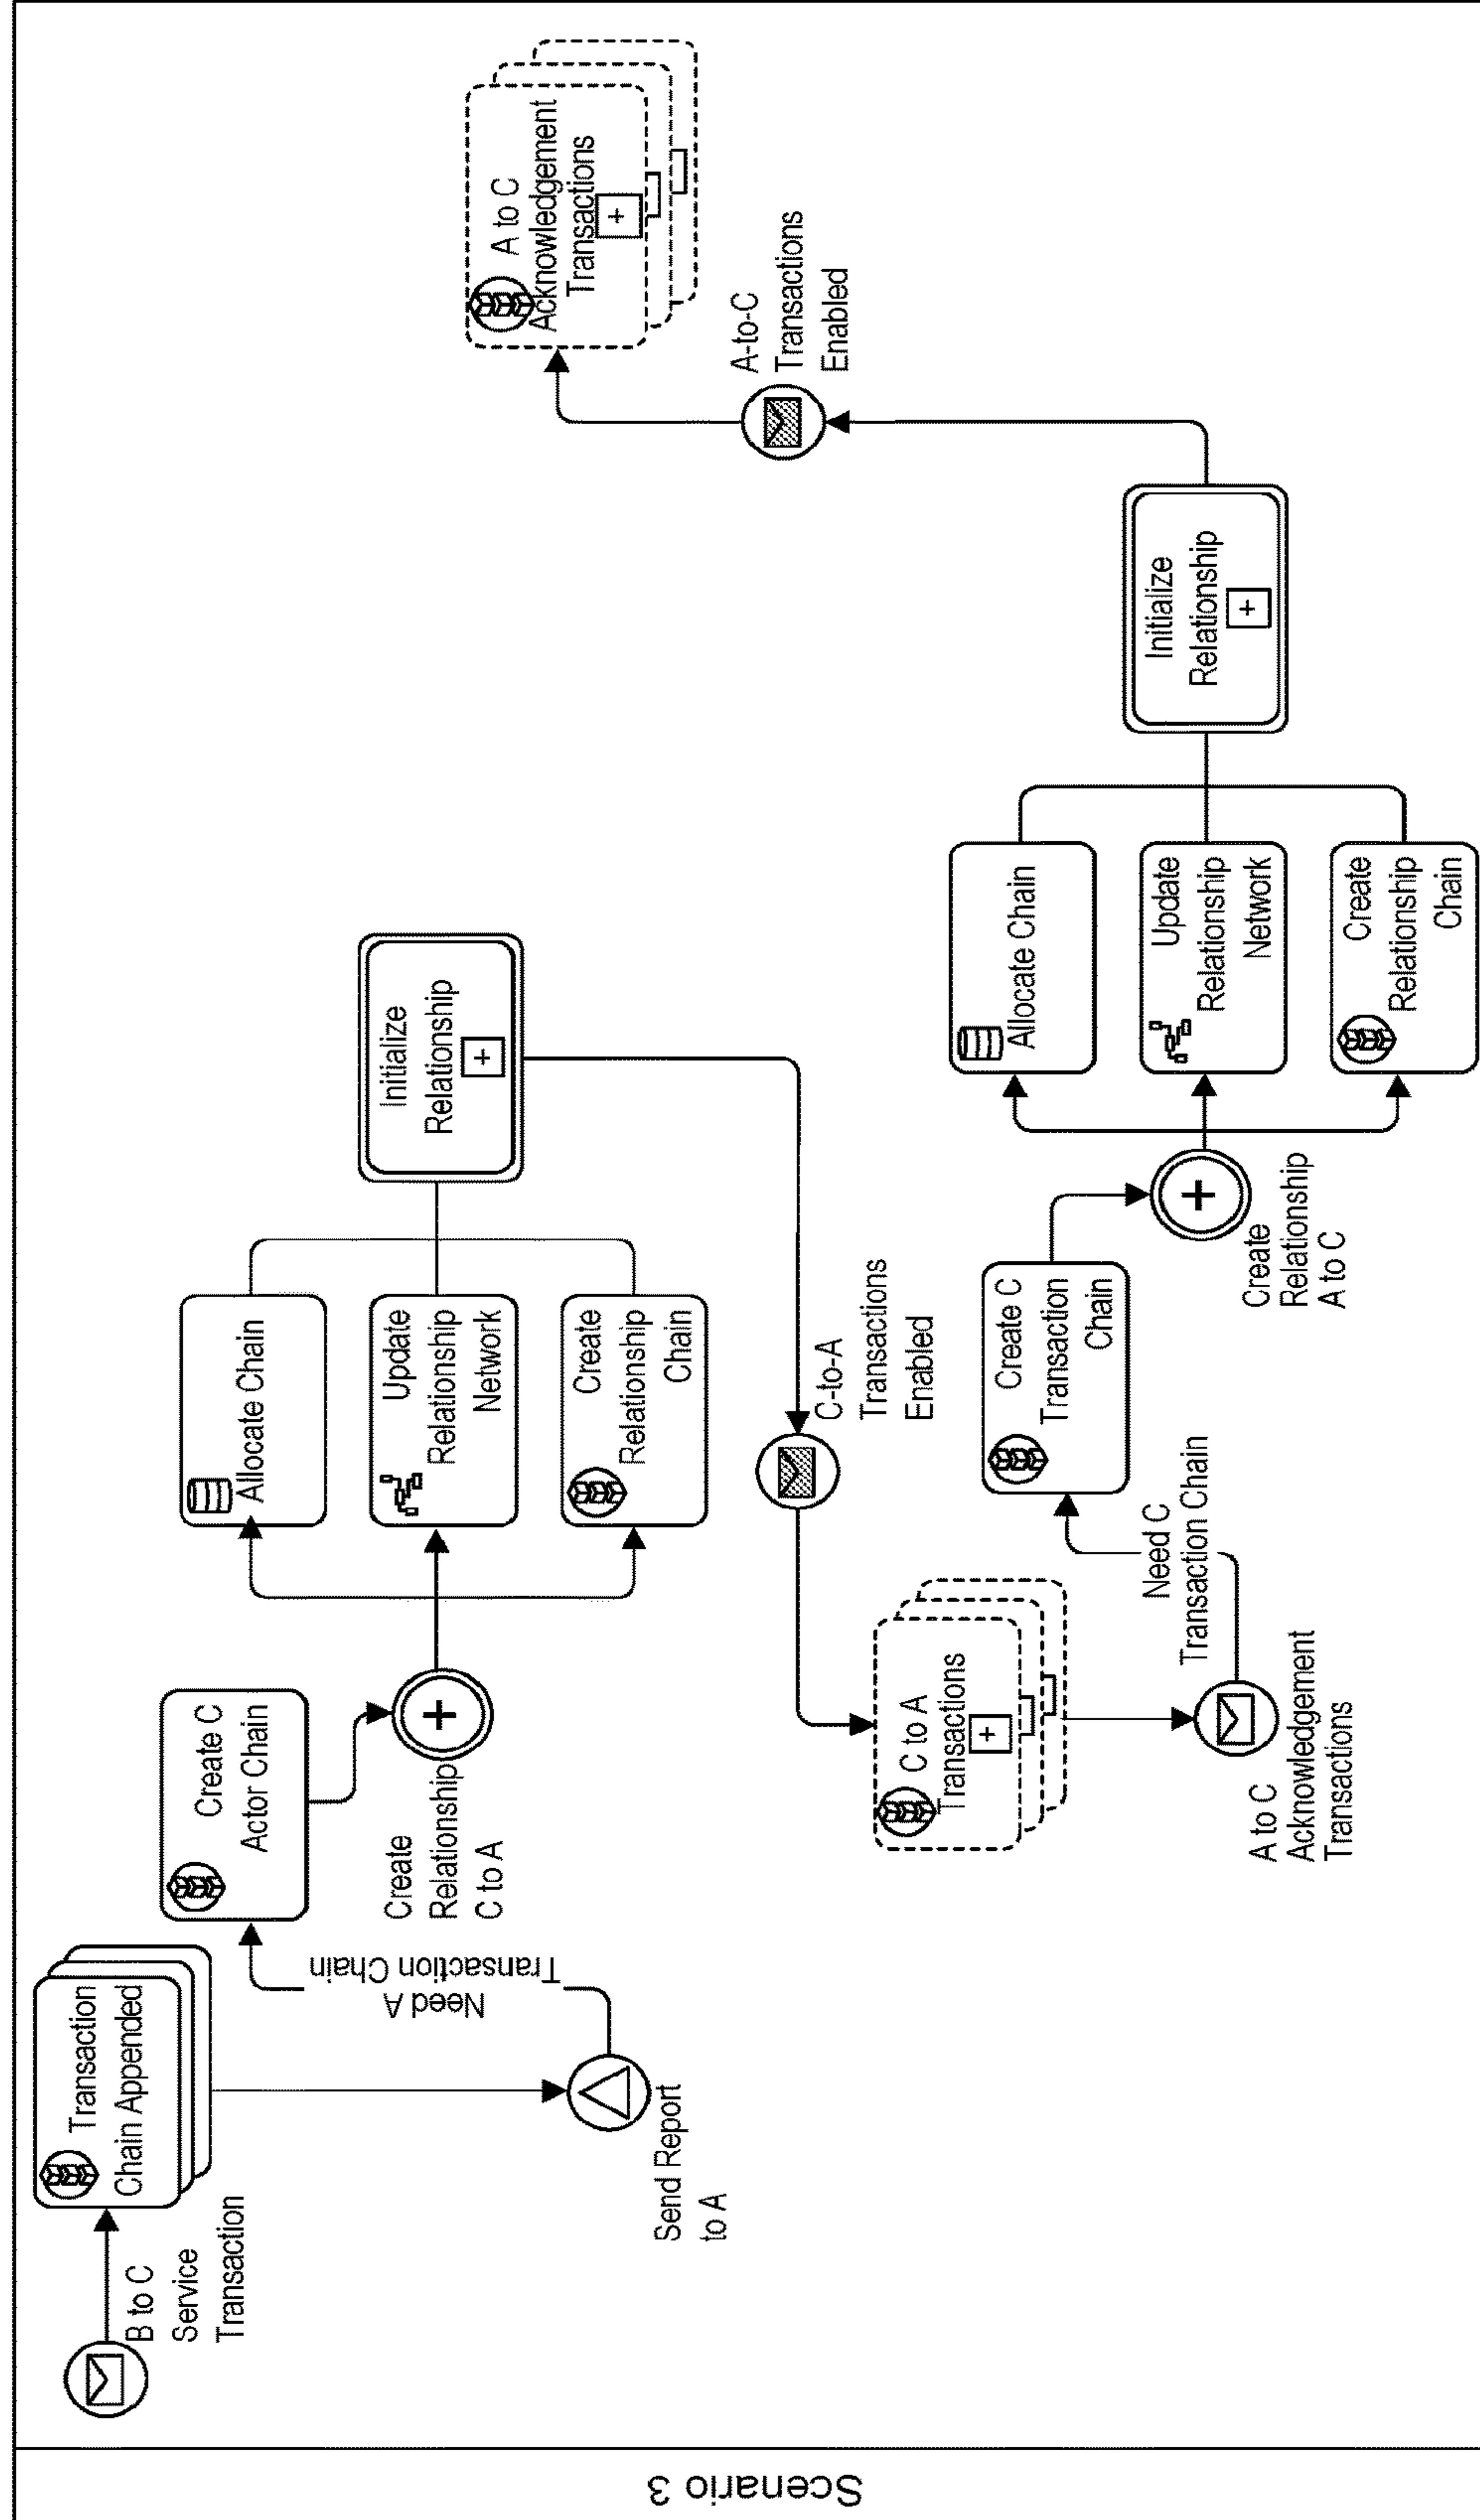 Scenario 3
B to C
Service
Transaction
Transaction
Chain Appended
Send Report
to A
Need A
Transaction Chain
Create C
Actor Chain
Create
Relationship
C to A
Allocate Chain
Update
Relationship
Network
Create
Relationship
Chain
Initialize
Relationship
+
C-to-A
Transactions
Enabled
C to A
Transactions
+
A to C
Acknowledgement
Transactions
Need C
Transaction Chain
Create C
Transaction
Chain
Create
Relationship
A to C
Allocate Chain
Update
Relationship
Network
Create
Relationship
Chain
Initialize
Relationship
+
A-to-C
Transactions
Enabled
A to C
Acknowledgement
Transactions
+